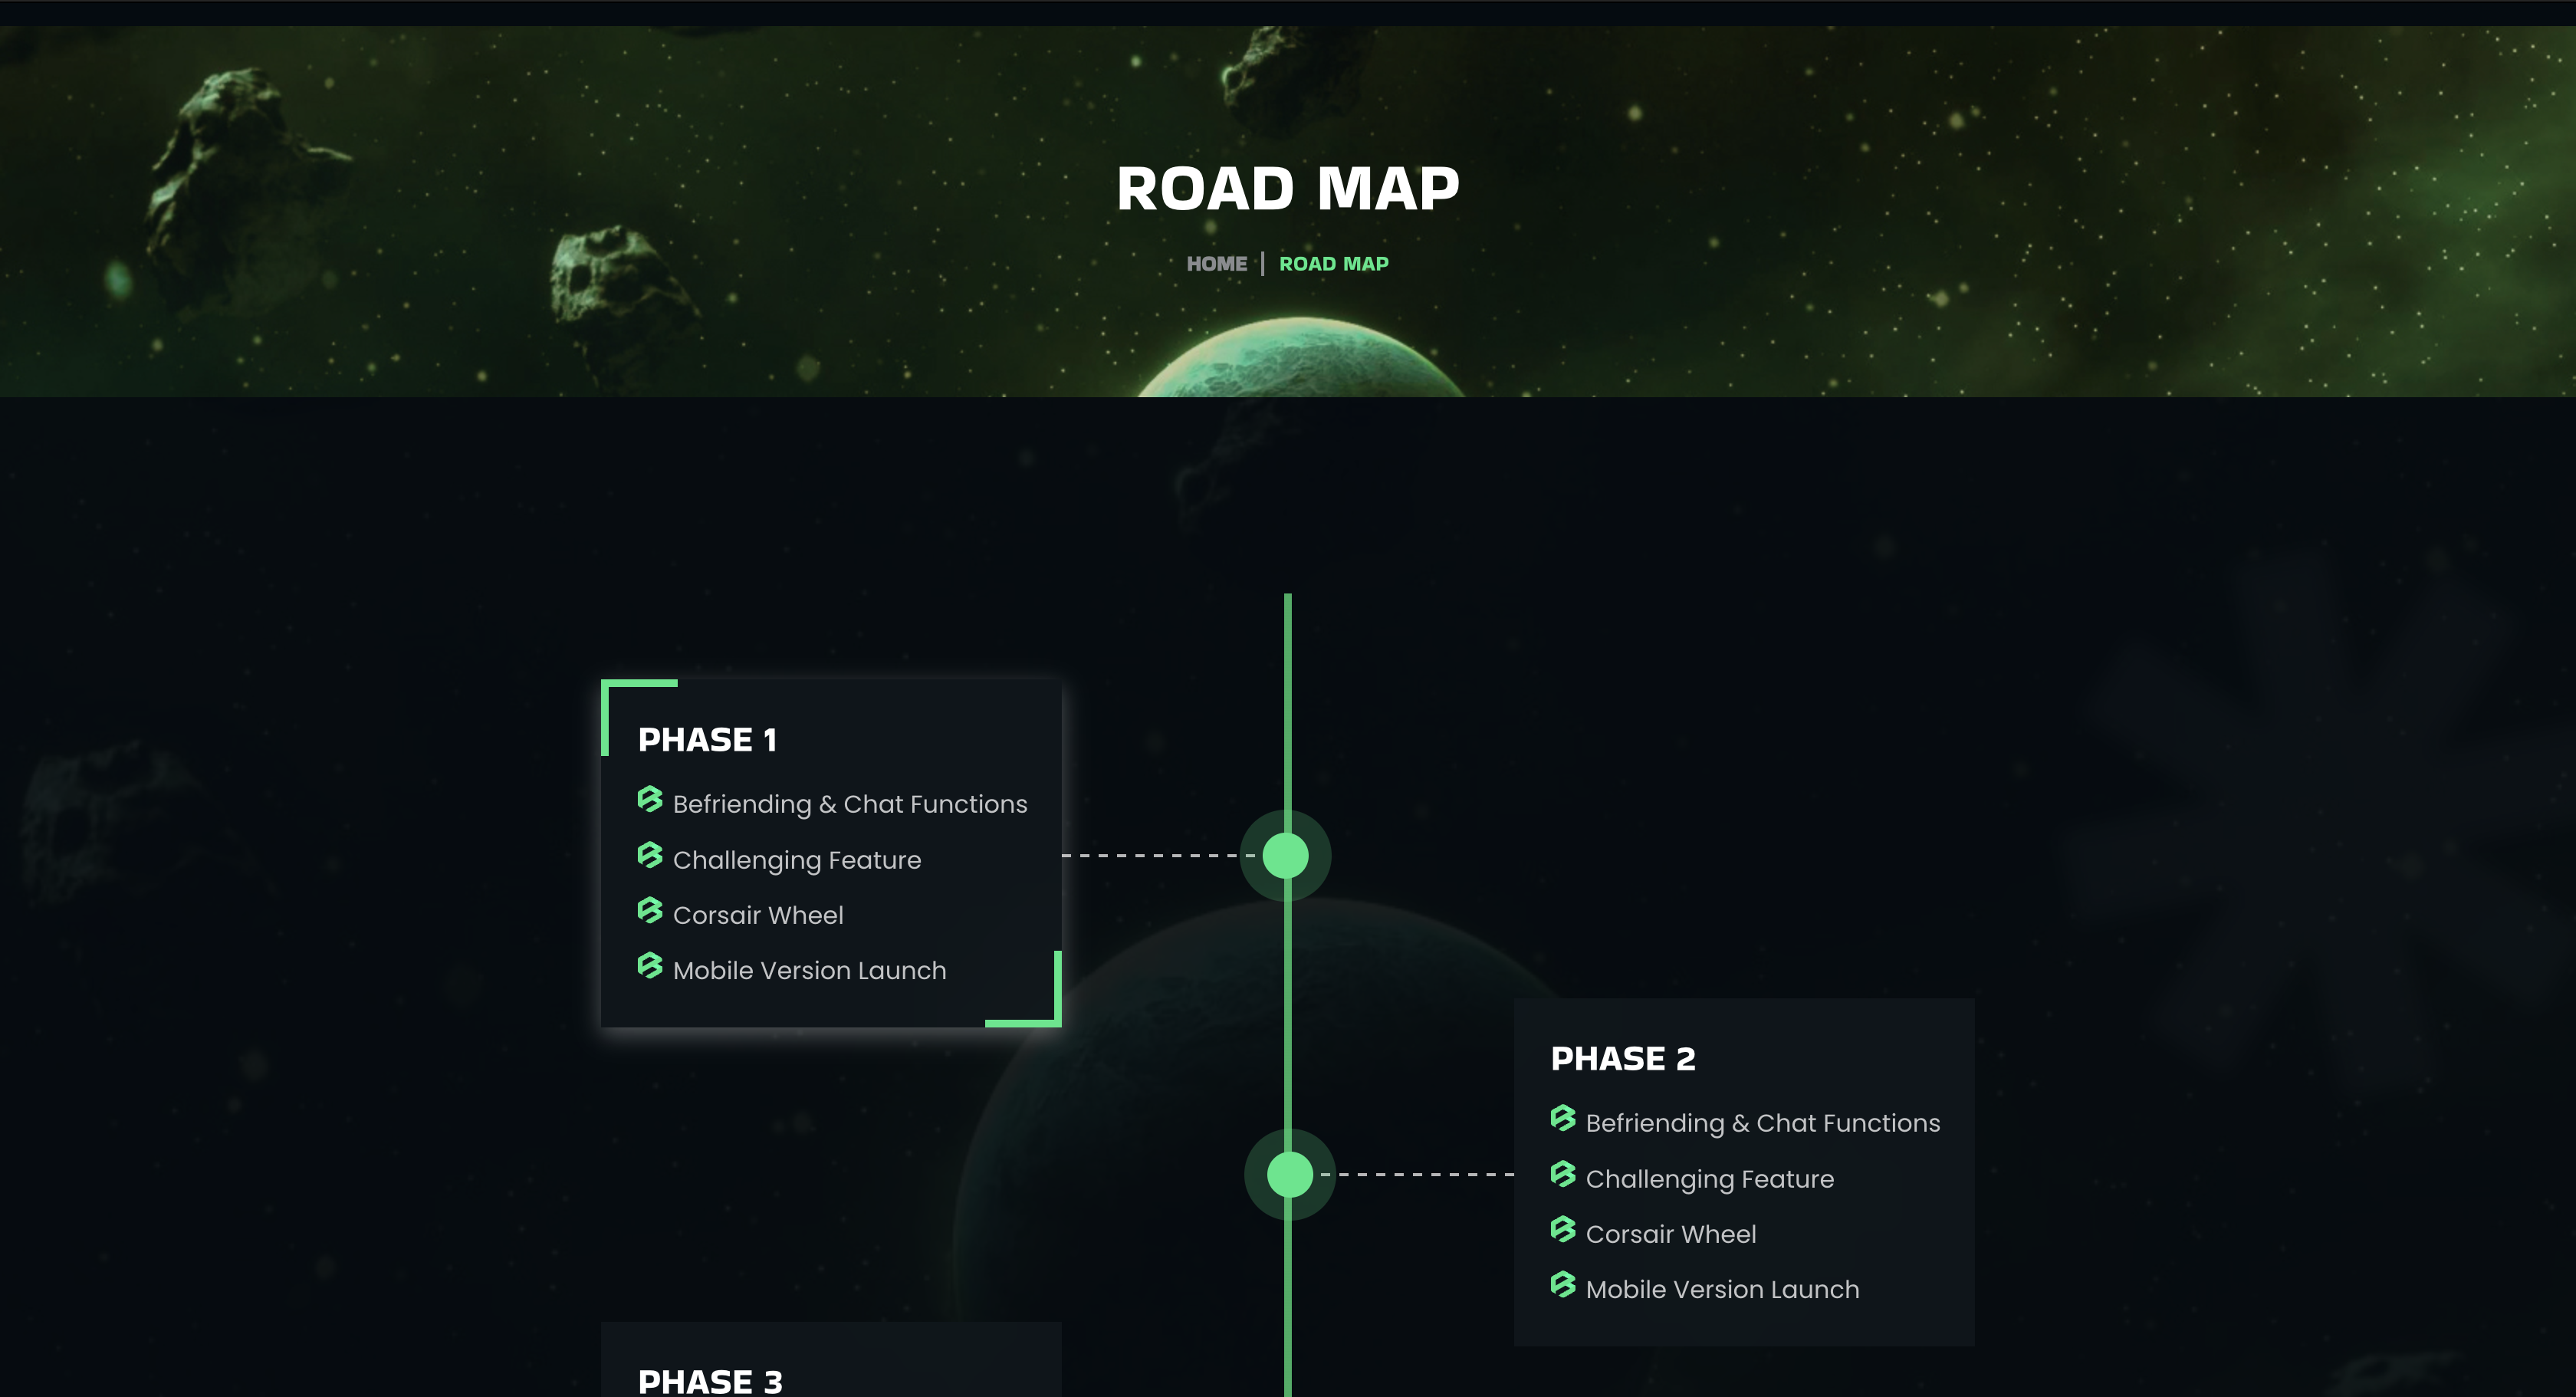 ROAD MAP
HOME | ROAD MAP
PHASE 1
Befriending & Chat Functions
Challenging Feature
Corsair Wheel
Mobile Version Launch
PHASE 2
Befriending & Chat Functions
Challenging Feature
Corsair Wheel
Mobile Version Launch
PHASE 3